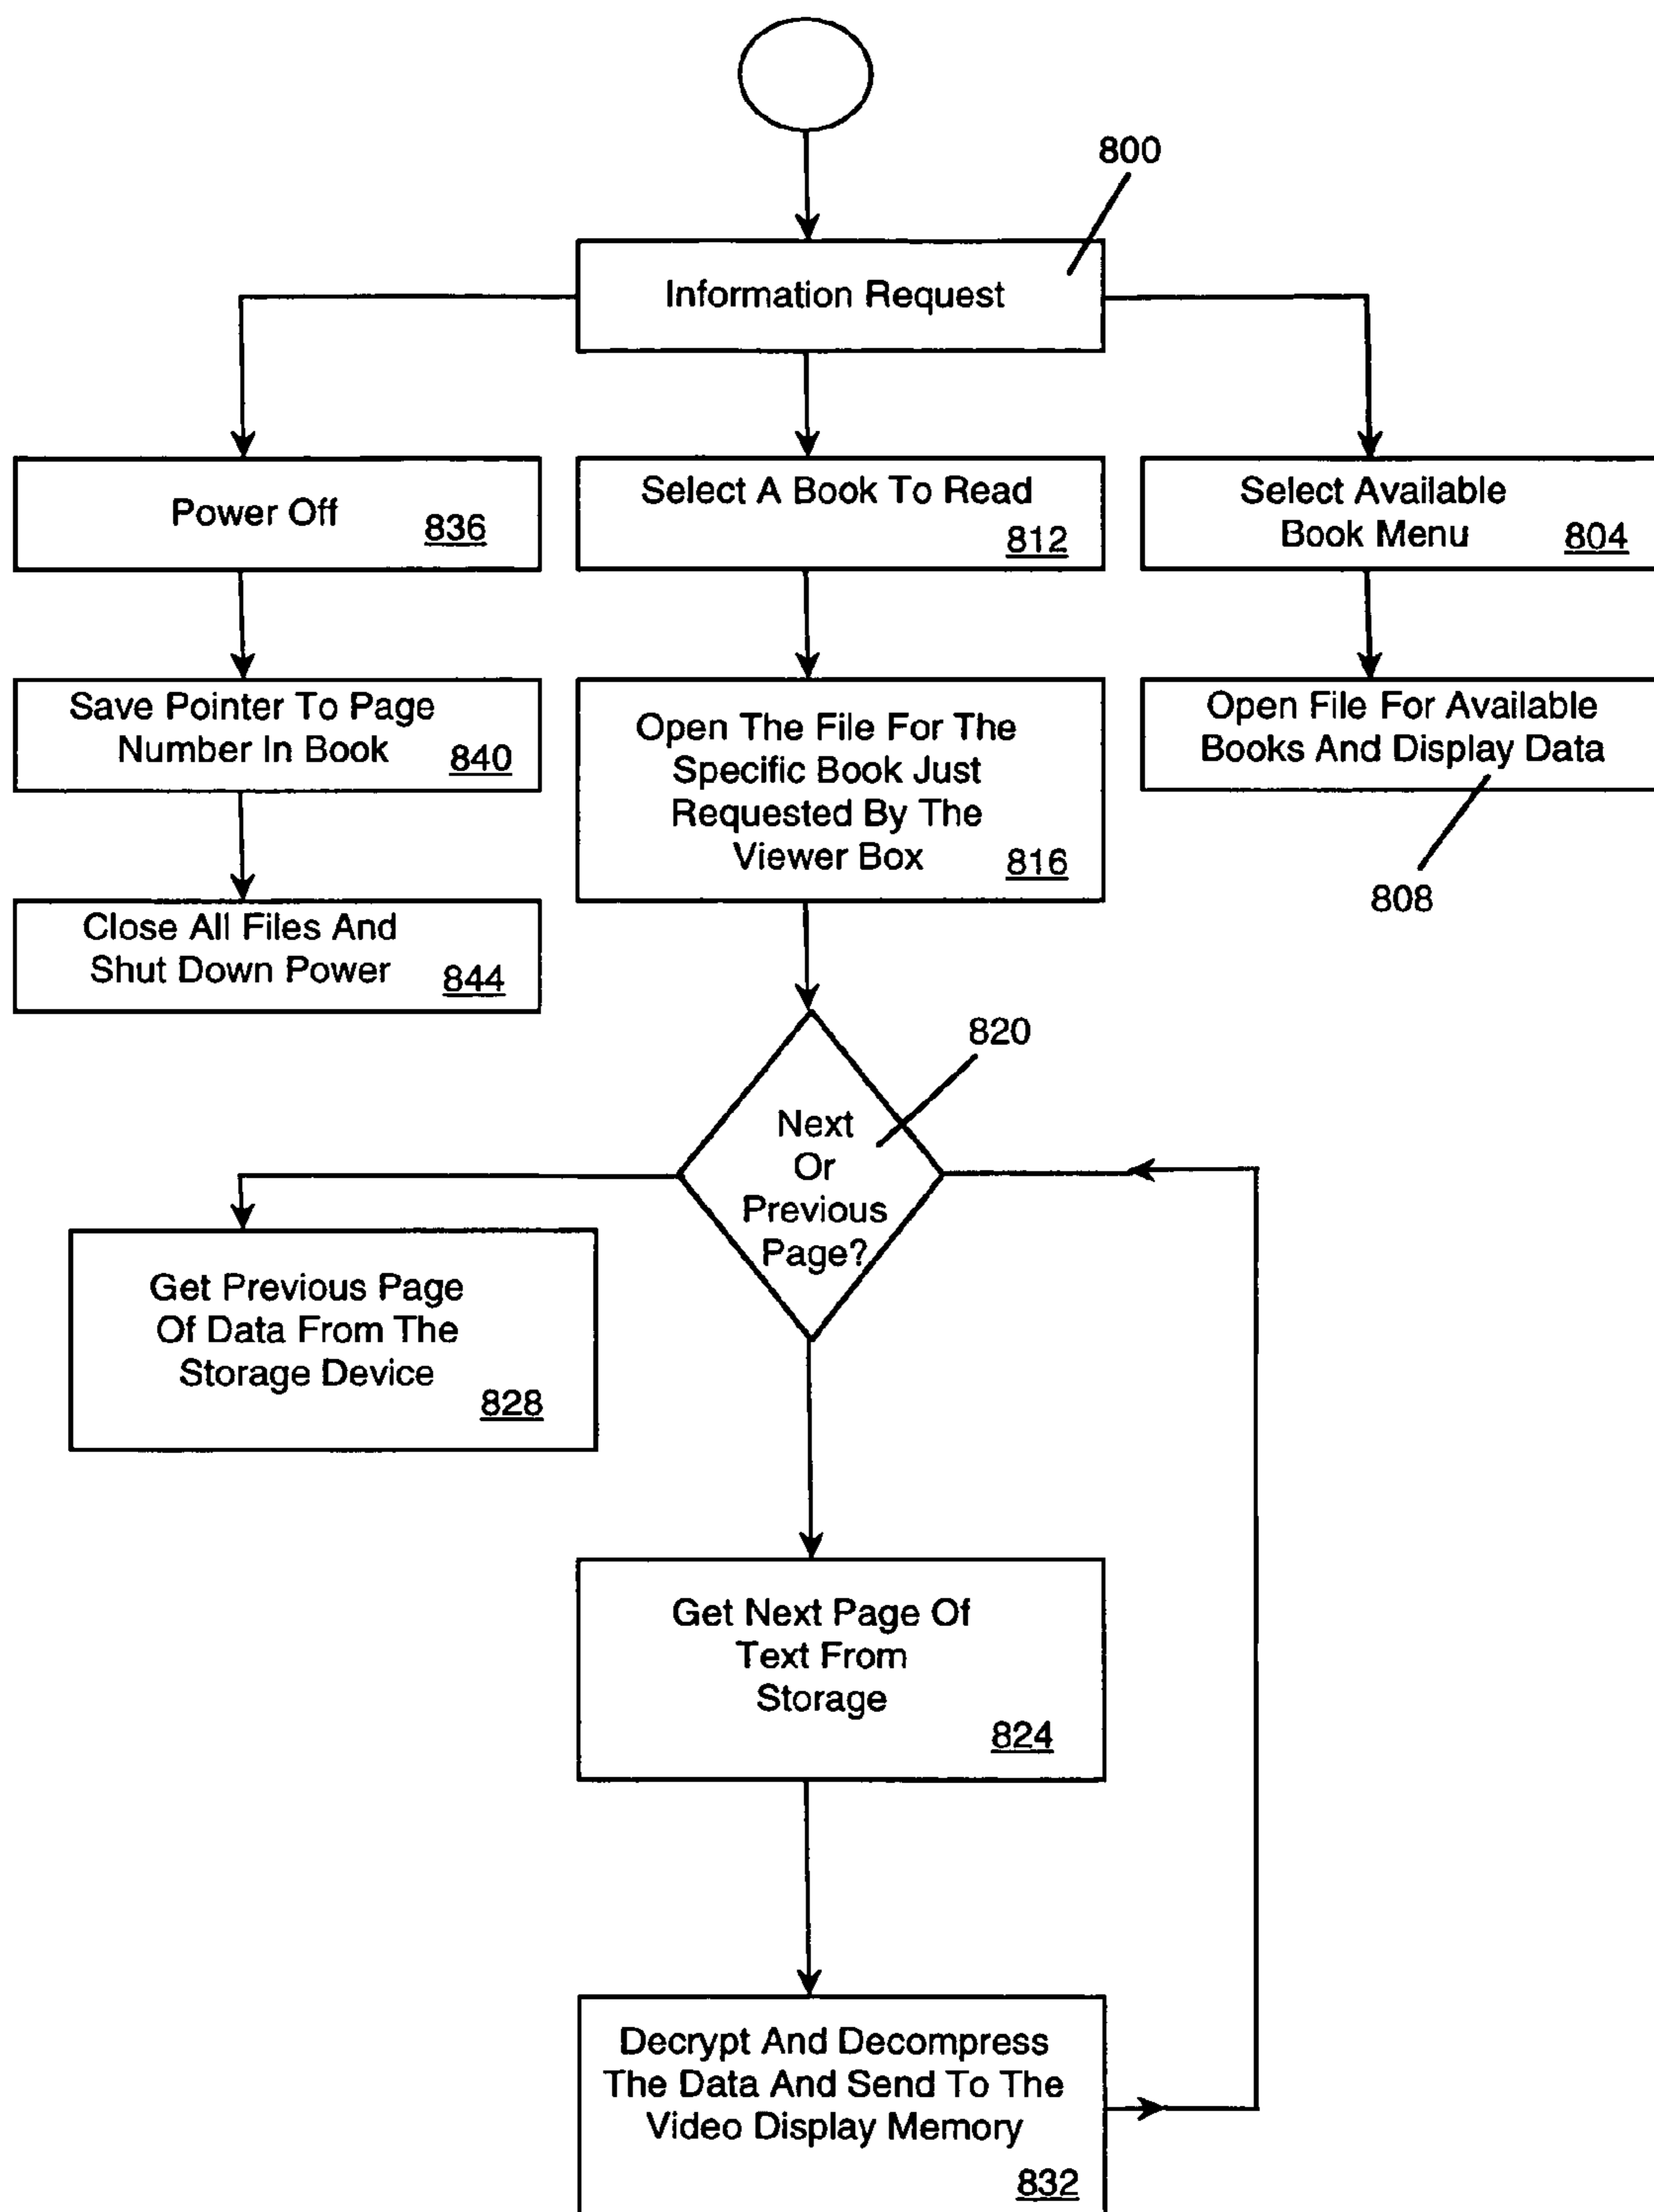 800
Information Request
Power Off
836
Select A Book To Read
812
Select Available
Book Menu
804
Save Pointer To Page
Number In Book
840
Open The File For The
Specific Book Just
Requested By The
Viewer Box
816
Open File For Available
Books And Display Data
808
Close All Files And
Shut Down Power
844
820
Next
Or
Previous
Page?
Get Previous Page
Of Data From The
Storage Device
828
Get Next Page Of
Text From
Storage
824
Decrypt And Decompress
The Data And Send To The
Video Display Memory
832